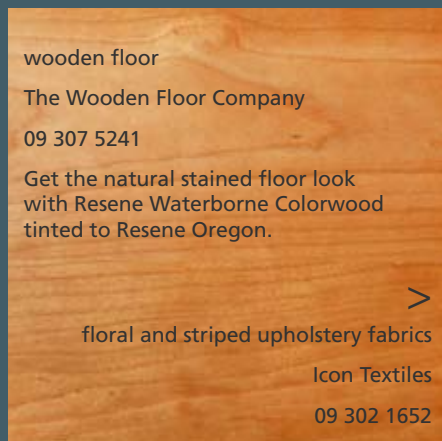 wooden floor
The Wooden Floor Company
09 307 5241
Get the natural stained floor look
with Resene Waterborne Colorwood
tinted to Resene Oregon.
>
floral and striped upholstery fabrics
Icon Textiles
09 302 1652